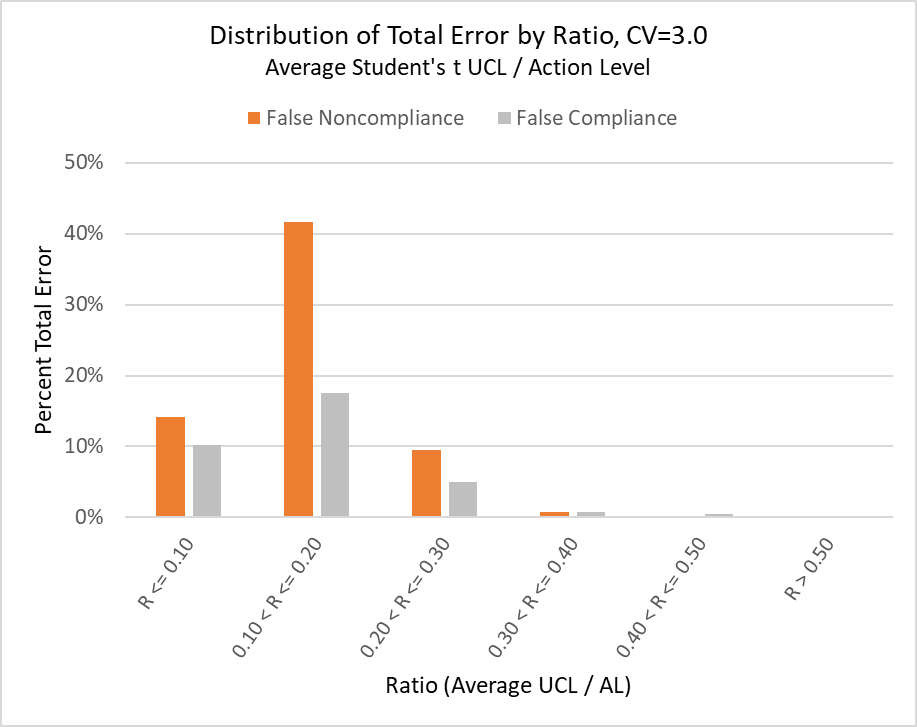 Distribution of Total Error by Ratio, CV=3.0
Average Student's t UCL / Action Level
False Noncompliance
False Compliance
Percent Total Error
50%
40%
30%
20%
10%
0%
R <= 0.10
0.10 < R <= 0.20
0.20 < R <= 0.30
0.30 < R <= 0.40
0.40 < R <= 0.50
R > 0.50
Ratio (Average UCL / AL)